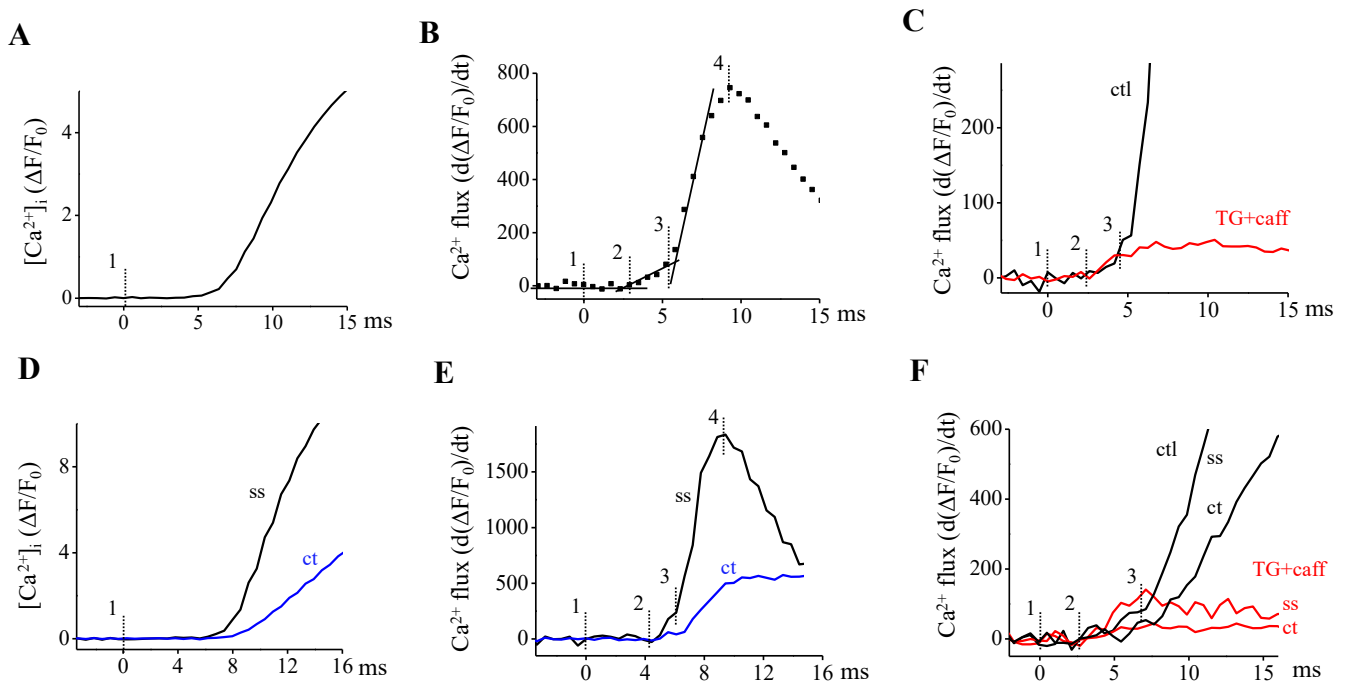 A
[Ca²⁺]ᵢ (ΔF/F₀)
4
2
0
1
0
5
10
15 ms
B
Ca²⁺ flux (d(ΔF/F₀)/dt)
800
600
400
200
0
1
2
3
4
0
5
10
15 ms
C
Ca²⁺ flux (d(ΔF/F₀)/dt)
200
100
0
ctl
TG+caff
1
2
3
0
5
10
15 ms
D
[Ca²⁺]ᵢ (ΔF/F₀)
8
4
0
ss
ct
1
0
4
8
12
16 ms
E
Ca²⁺ flux (d(ΔF/F₀)/dt)
1500
1000
500
0
ss
ct
1
2
3
4
0
4
8
12
16 ms
F
Ca²⁺ flux (d(ΔF/F₀)/dt)
600
400
200
0
ctl
ss
ct
TG+caff
ss
ct
1
2
3
0
5
10
15 ms